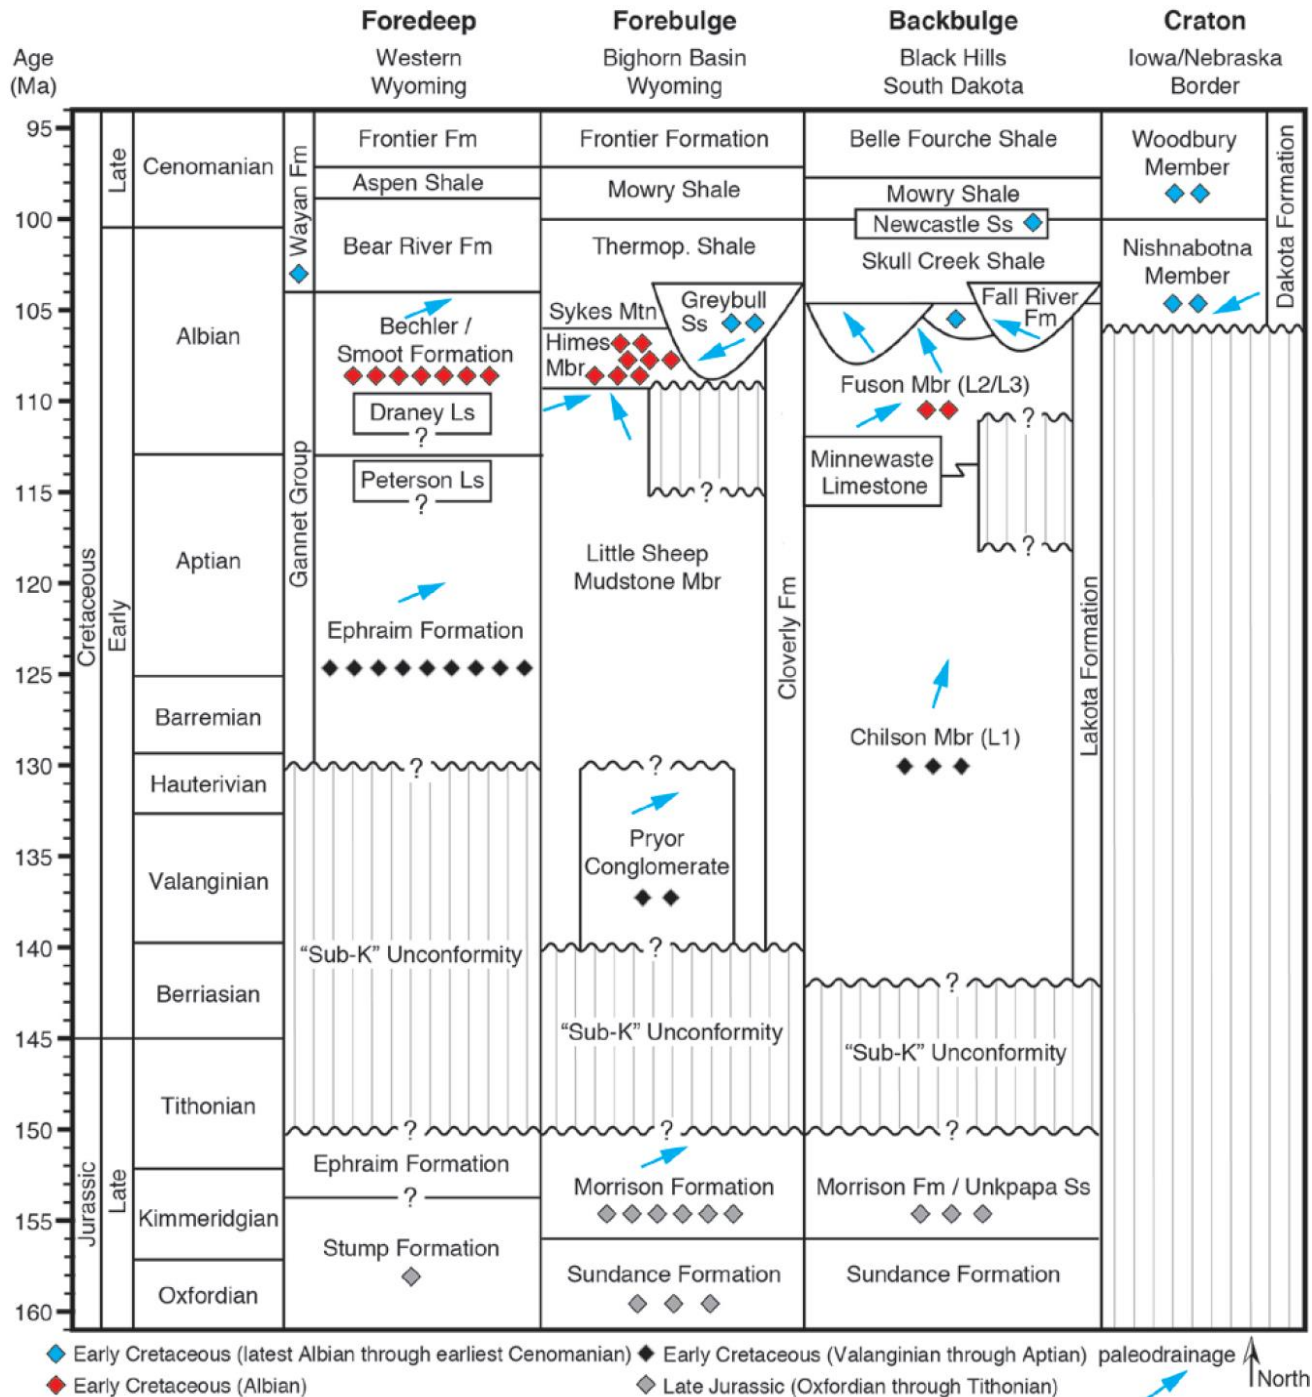 Foredeep
Forebulge
Backbulge
Craton
Age
(Ma)
Western
Wyoming
Bighorn Basin
Wyoming
Black Hills
South Dakota
Iowa/Nebraska
Border
95
100
105
110
115
120
125
130
135
140
145
150
155
160
Cretaceous
Jurassic
Late
Early
Late
Cenomanian
Albian
Aptian
Barremian
Hauterivian
Valanginian
Berriasian
Tithonian
Kimmeridgian
Oxfordian
Wayan Fm
Gannet Group
Frontier Fm
Aspen Shale
Bear River Fm
Bechler /
Smoot Formation
Draney Ls
?
Peterson Ls
?
Ephraim Formation
?
“Sub-K” Unconformity
?
Ephraim Formation
?
Stump Formation
Frontier Formation
Mowry Shale
Thermop. Shale
Sykes Mtn
Greybull
Ss
Himes
Mbr
?
Little Sheep
Mudstone Mbr
Cloverly Fm
?
Pryor
Conglomerate
?
“Sub-K” Unconformity
?
Morrison Formation
Sundance Formation
Belle Fourche Shale
Mowry Shale
Newcastle Ss
Skull Creek Shale
Fall River
Fm
Fuson Mbr (L2/L3)
?
Minnewaste
Limestone
?
Lakota Formation
Chilson Mbr (L1)
?
“Sub-K” Unconformity
?
Morrison Fm / Unkpapa Ss
Sundance Formation
Woodbury
Member
Nishnabotna
Member
Dakota Formation
Early Cretaceous (latest Albian through earliest Cenomanian)
Early Cretaceous (Valanginian through Aptian)
paleodrainage
North
Early Cretaceous (Albian)
Late Jurassic (Oxfordian through Tithonian)